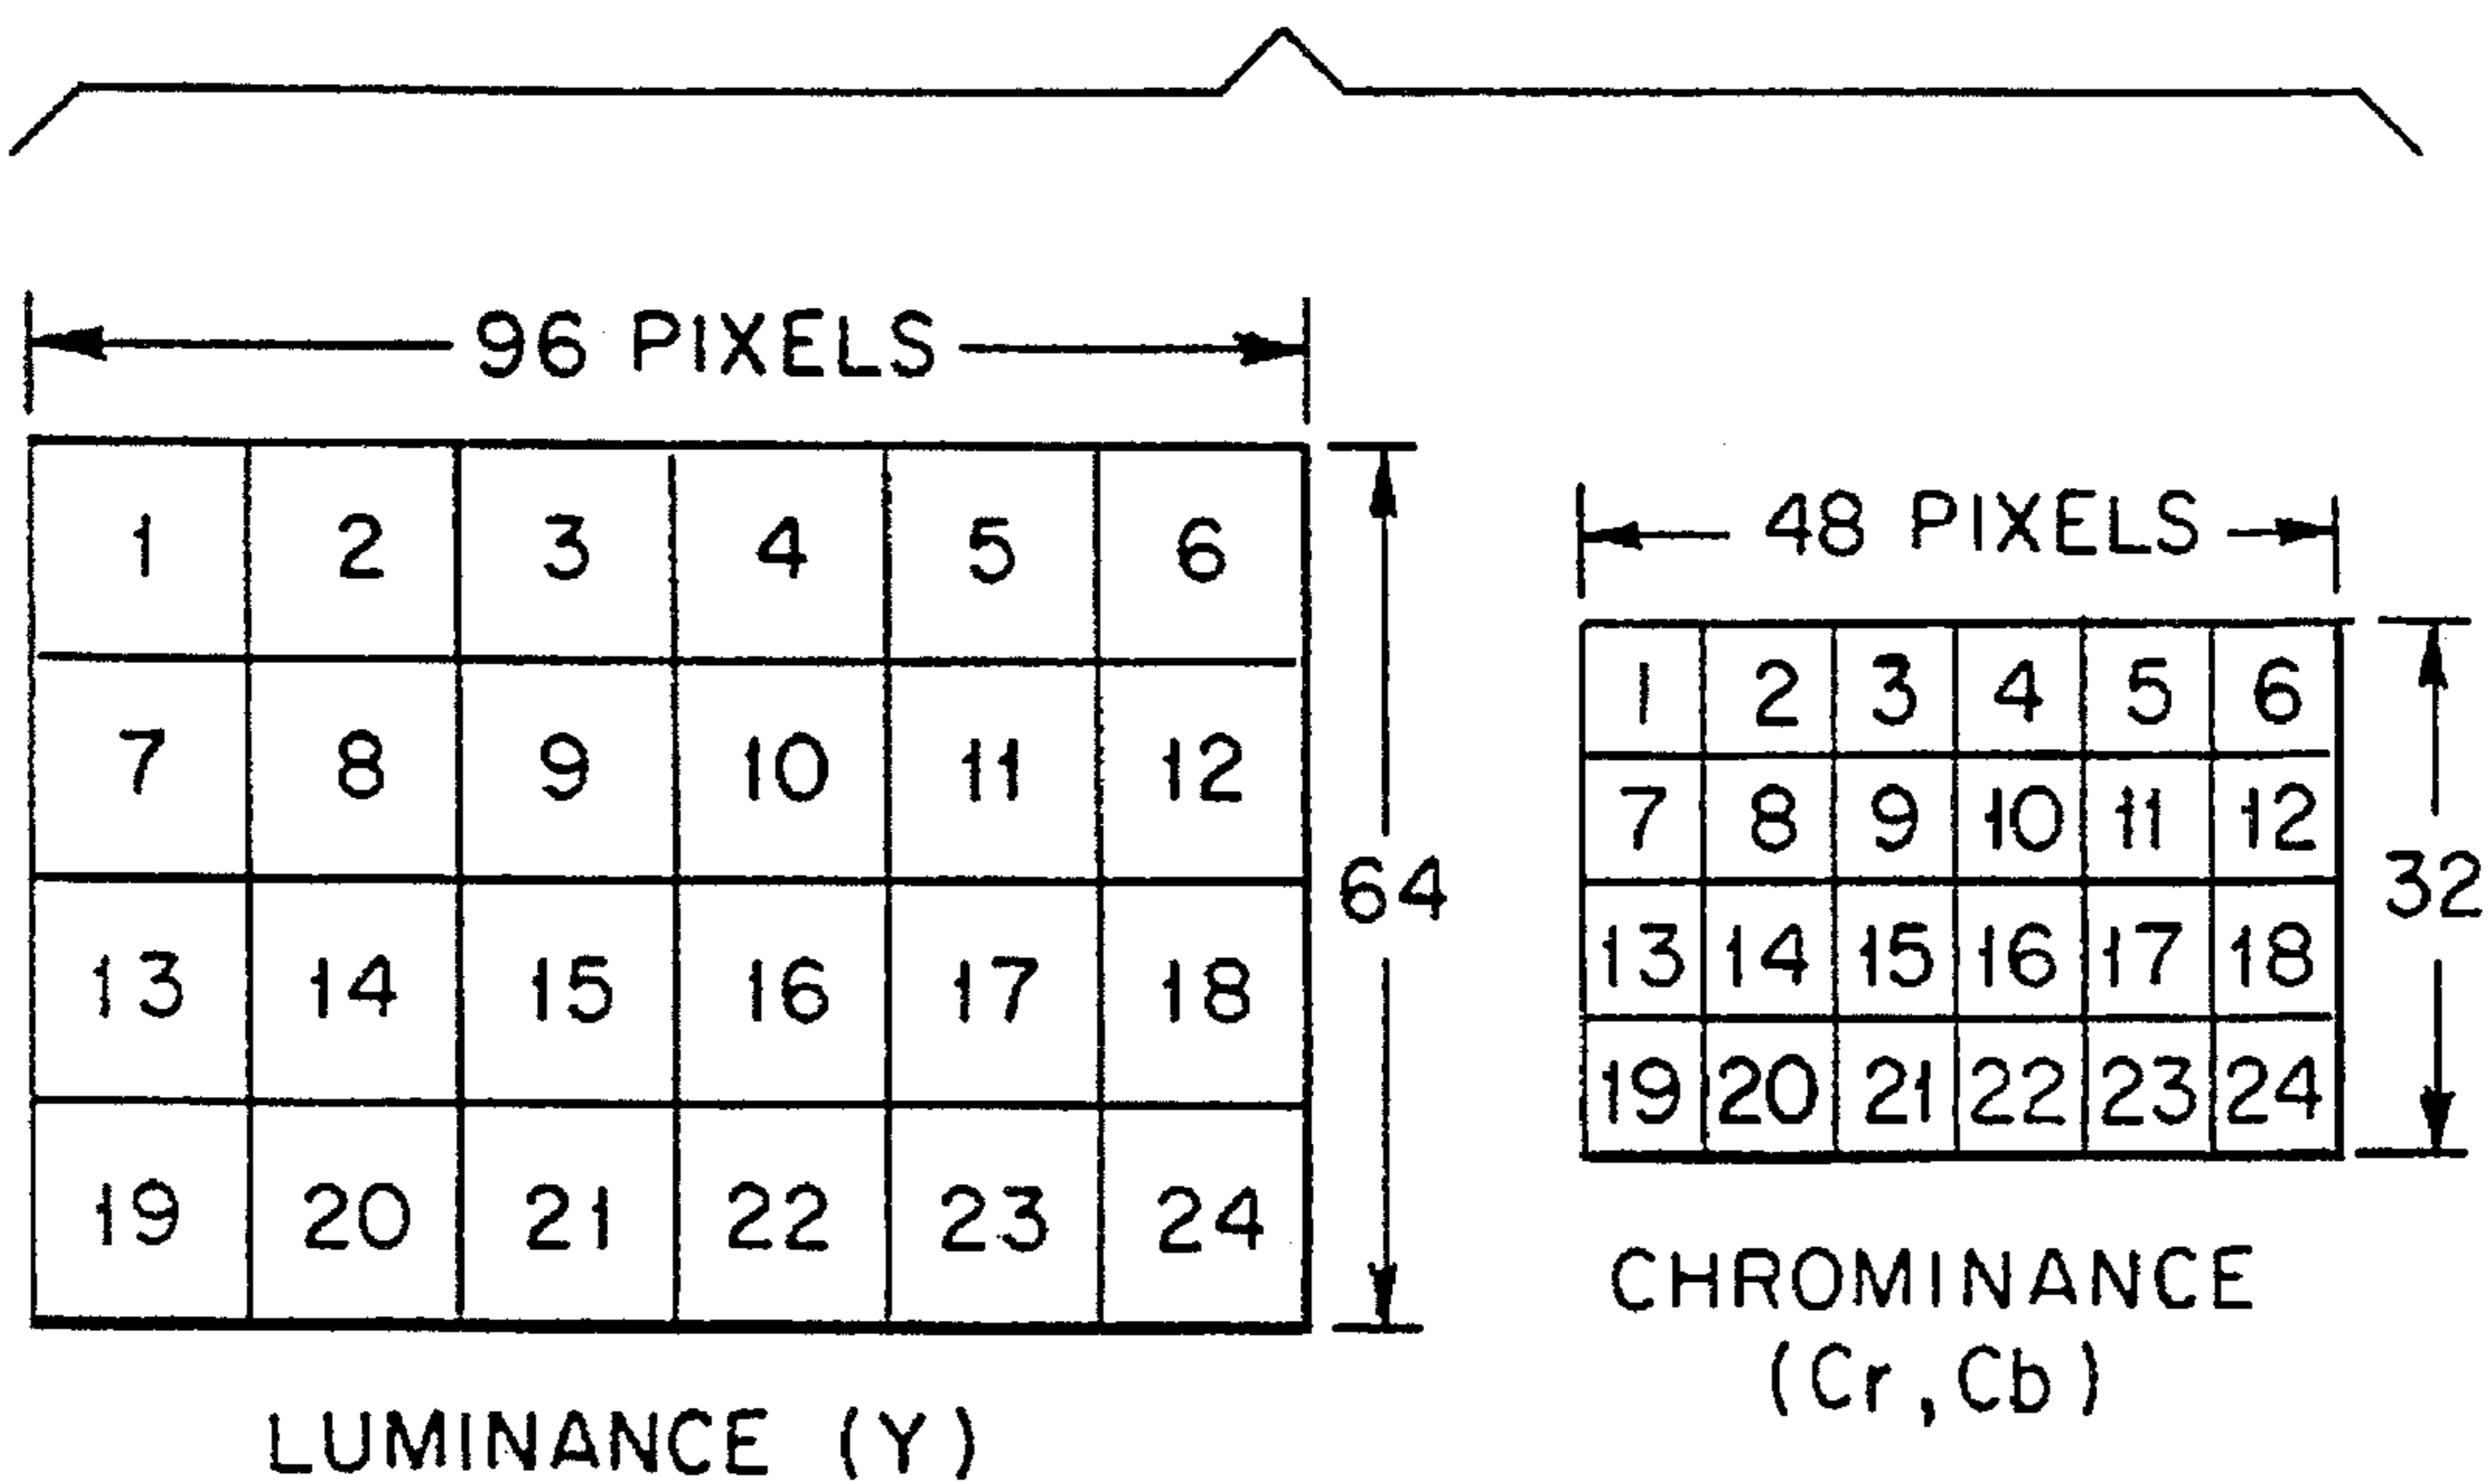 96 PIXELS
1 2 3 4 5 6
7 8 9 10 11 12
13 14 15 16 17 18
19 20 21 22 23 24
64
LUMINANCE (Y)
48 PIXELS
1 2 3 4 5 6
7 8 9 10 11 12
13 14 15 16 17 18
19 20 21 22 23 24
32
CHROMINANCE
(Cr,Cb)